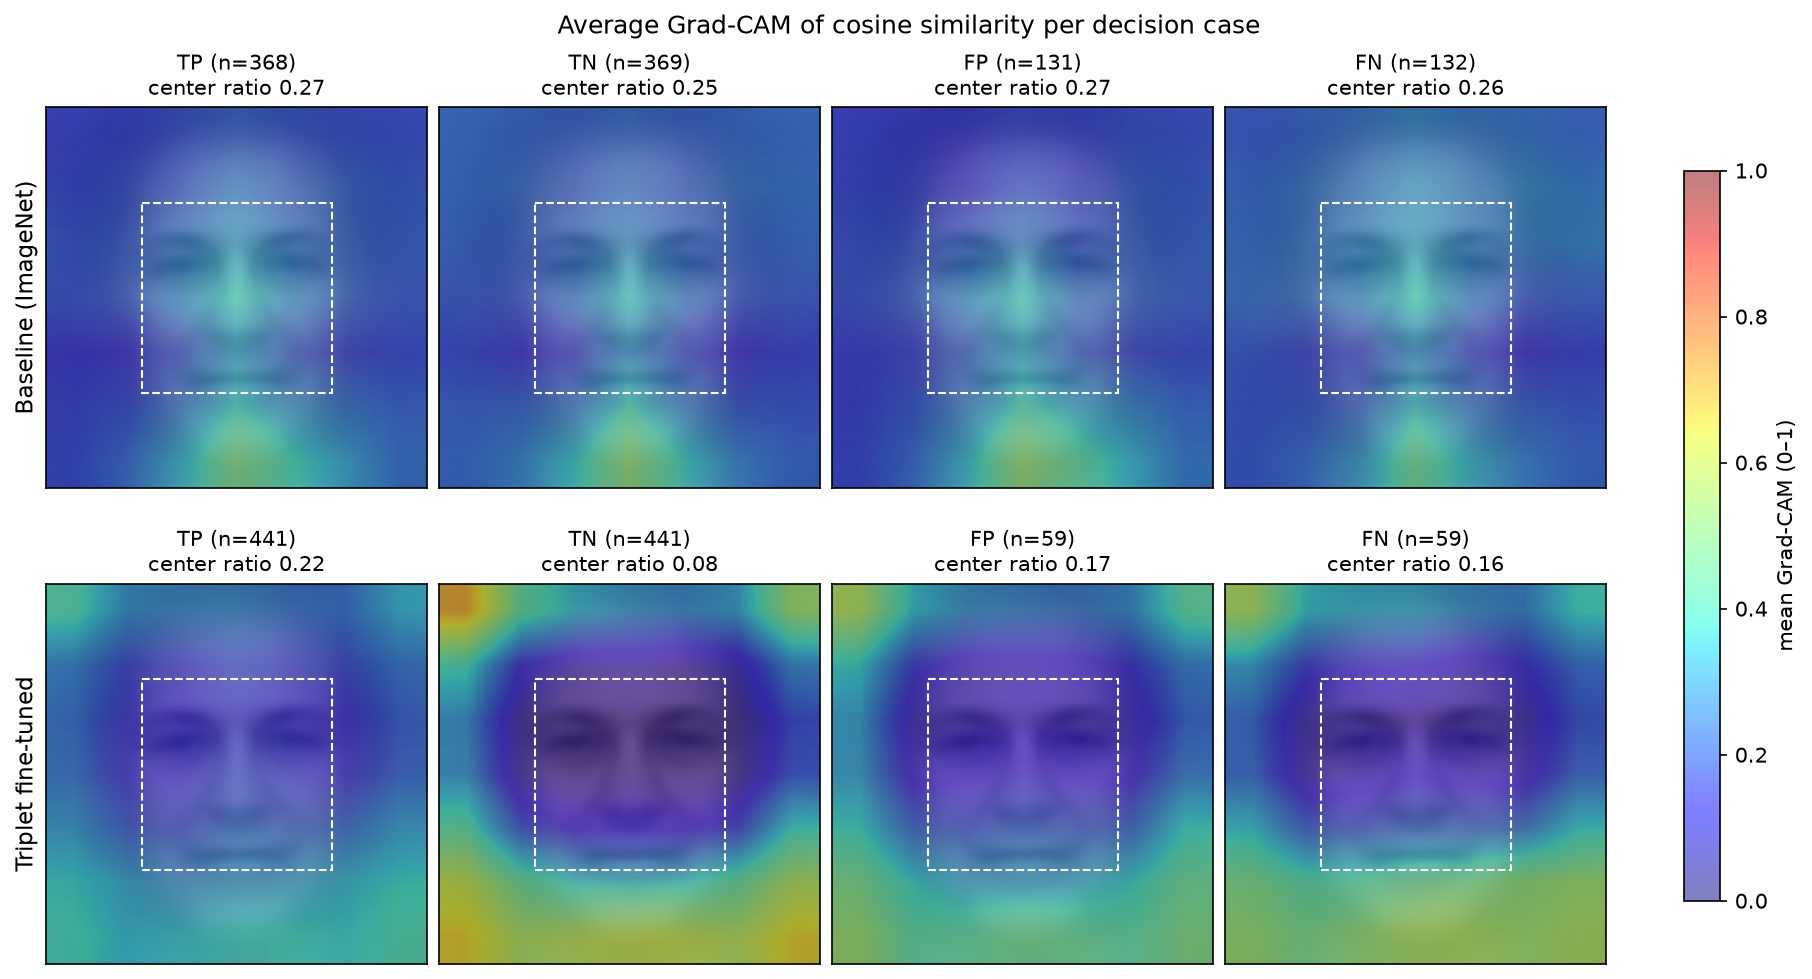 Average Grad-CAM of cosine similarity per decision case
TP (n=368)
center ratio 0.27
TN (n=369)
center ratio 0.25
FP (n=131)
center ratio 0.27
FN (n=132)
center ratio 0.26
Baseline (ImageNet)
TP (n=441)
center ratio 0.22
TN (n=441)
center ratio 0.08
FP (n=59)
center ratio 0.17
FN (n=59)
center ratio 0.16
Triplet fine-tuned
1.0
0.8
0.6
0.4
0.2
0.0
mean Grad-CAM (0–1)